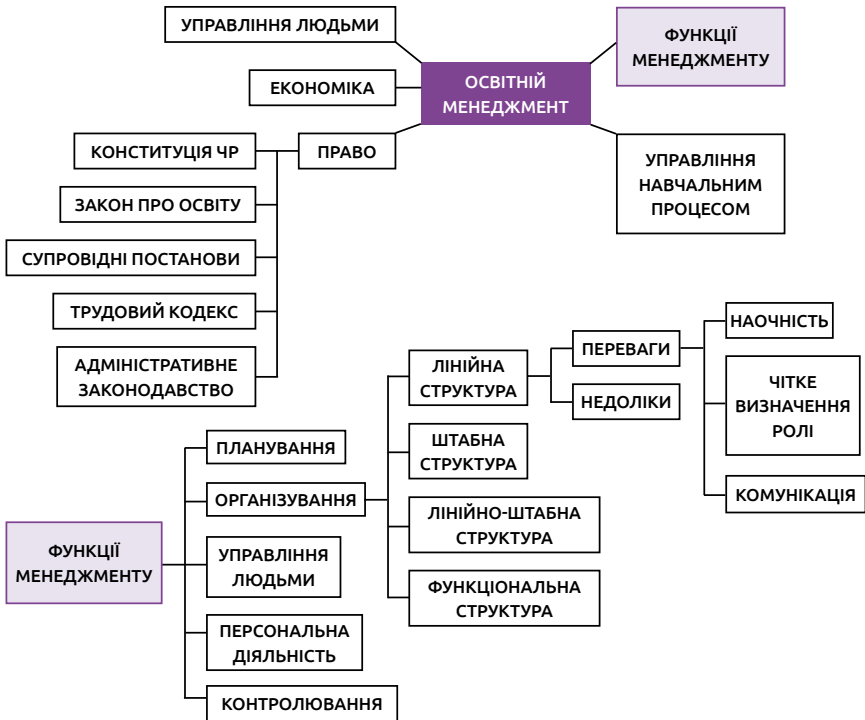 УПРАВЛІННЯ ЛЮДЬМИ
ФУНКЦІЇ
МЕНЕДЖМЕНТУ
ОСВІТНІЙ
МЕНЕДЖМЕНТ
ЕКОНОМІКА
КОНСТИТУЦІЯ ЧР
ПРАВО
УПРАВЛІННЯ
НАВЧАЛЬНИМ
ПРОЦЕСОМ
ЗАКОН ПРО ОСВІТУ
СУПРОВІДНІ ПОСТАНОВИ
ТРУДОВИЙ КОДЕКС
АДМІНІСТРАТИВНЕ
ЗАКОНОДАВСТВО
ЛІНІЙНА
СТРУКТУРА
ПЕРЕВАГИ
НЕДОЛІКИ
НАОЧНІСТЬ
ЧІТКЕ
ВИЗНАЧЕННЯ
РОЛІ
КОМУНІКАЦІЯ
ШТАБНА
СТРУКТУРА
ЛІНІЙНО-ШТАБНА
СТРУКТУРА
ФУНКЦІОНАЛЬНА
СТРУКТУРА
ФУНКЦІЇ
МЕНЕДЖМЕНТУ
ПЛАНУВАННЯ
ОРГАНІЗУВАННЯ
УПРАВЛІННЯ
ЛЮДЬМИ
ПЕРСОНАЛЬНА
ДІЯЛЬНІСТЬ
КОНТРОЛЮВАННЯ